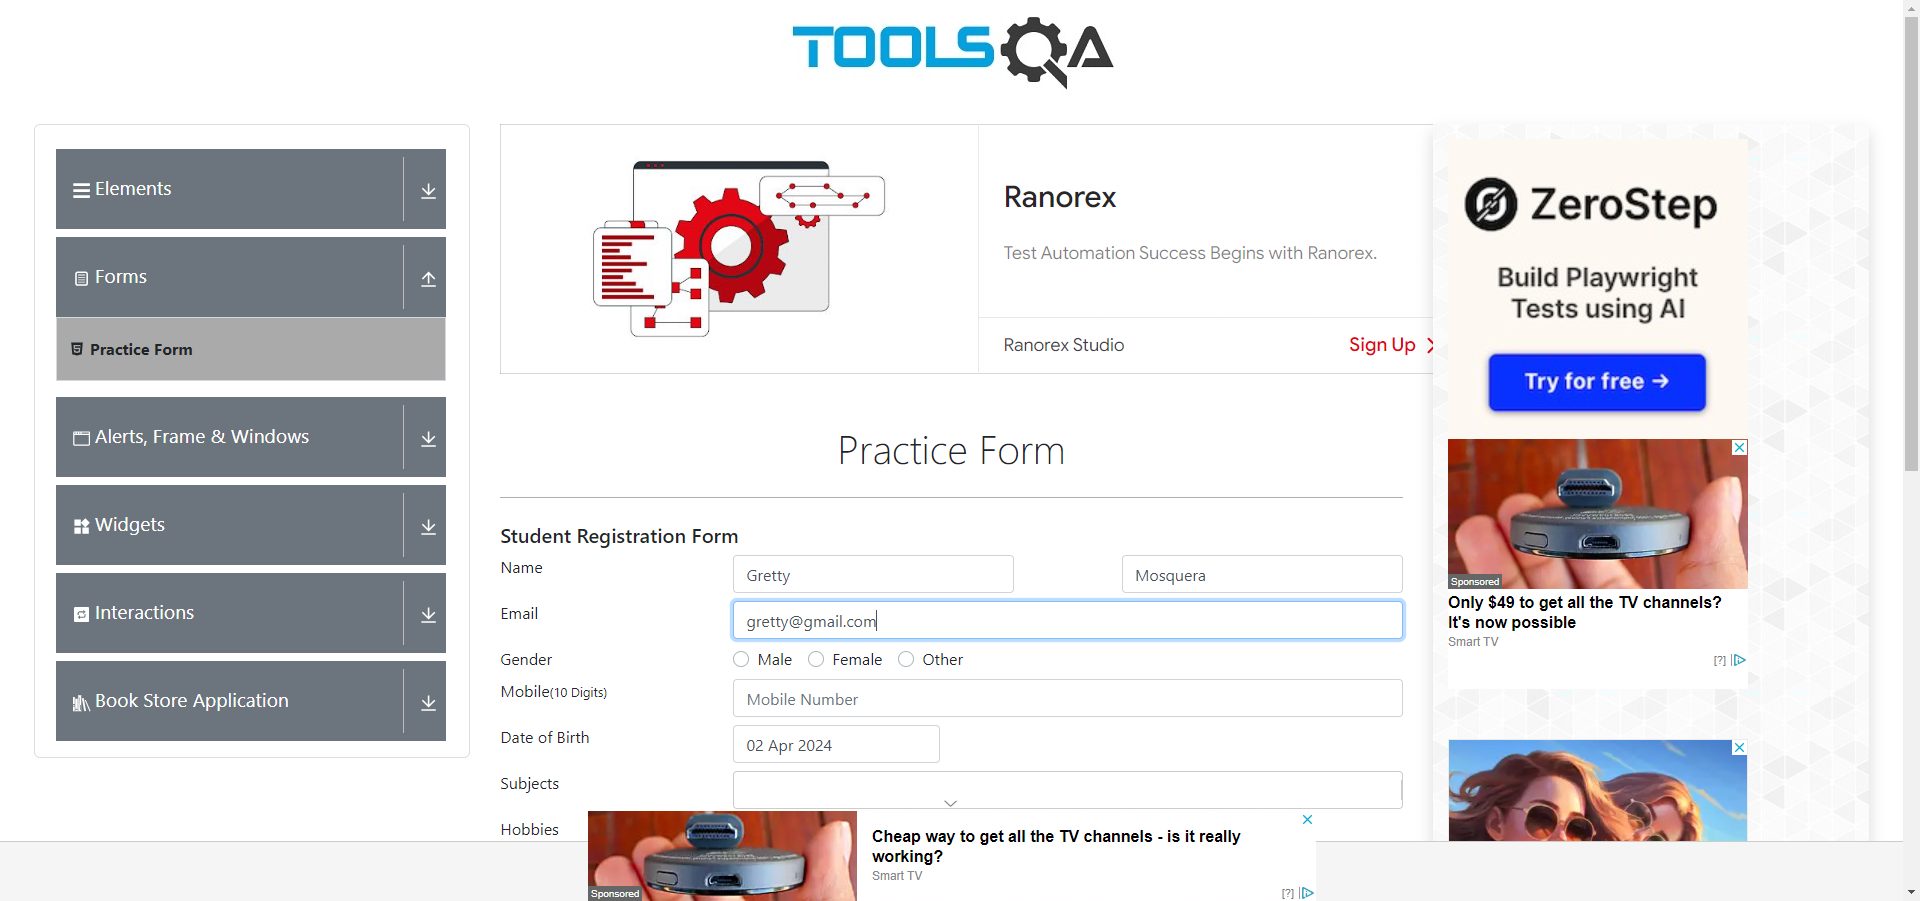 TOOLSQA
Elements
Forms
Practice Form
Alerts, Frame & Windows
Widgets
Interactions
Book Store Application
Ranorex
Test Automation Success Begins with Ranorex.
Ranorex Studio
Sign Up
Practice Form
Student Registration Form
Name
Gretty
Mosquera
Email
gretty@gmail.com
Gender
Male
Female
Other
Mobile(10 Digits)
Mobile Number
Date of Birth
02 Apr 2024
Subjects
Hobbies
ZeroStep
Build Playwright
Tests using AI
Try for free →
Sponsored
Only $49 to get all the TV channels?
It's now possible
Smart TV
[?]
Sponsored
Cheap way to get all the TV channels - is it really
working?
Smart TV
[?]